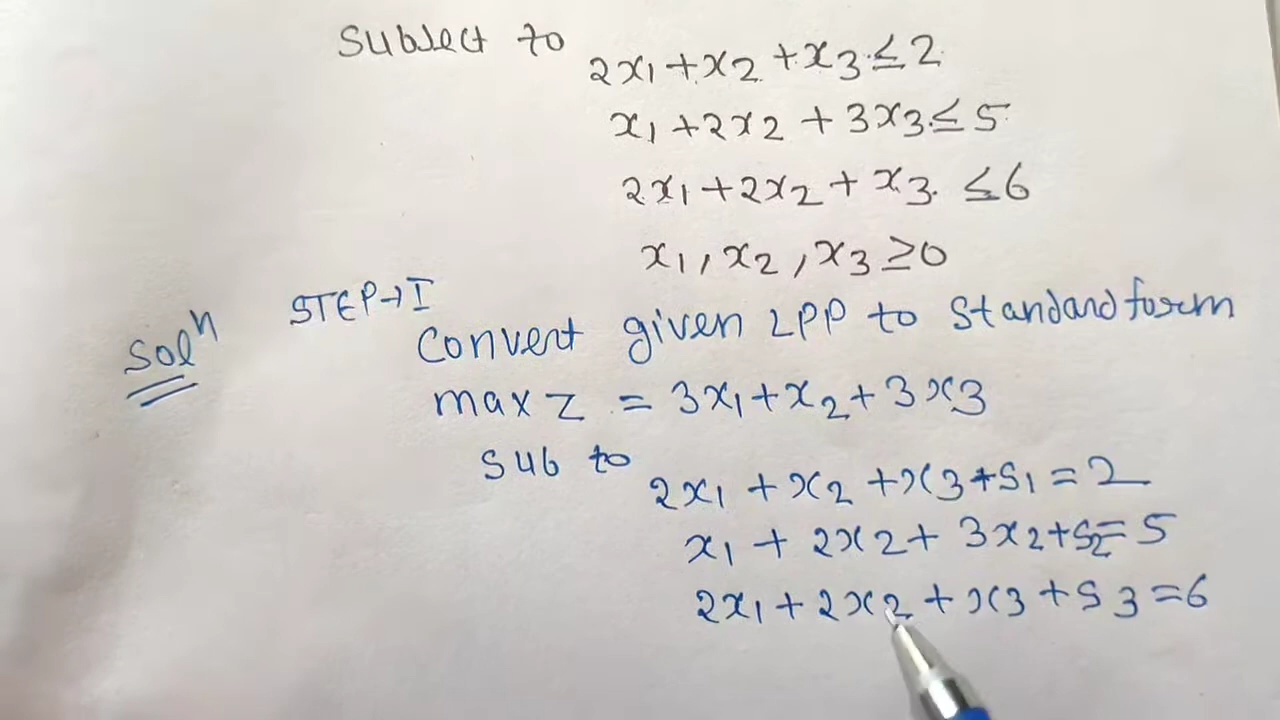 Subject to
2x₁+x₂+x₃≤2
x₁+2x₂+3x₃≤5
2x₁+2x₂+x₃≤6
x₁,x₂,x₃≥0
Solⁿ STEP→I
Convert given LPP to standard form
max z = 3x₁+x₂+3x₃
sub to
2x₁+x₂+x₃+s₁=2
x₁+2x₂+3x₂+s₂=5
2x₁+2x₂+x₃+s₃=6